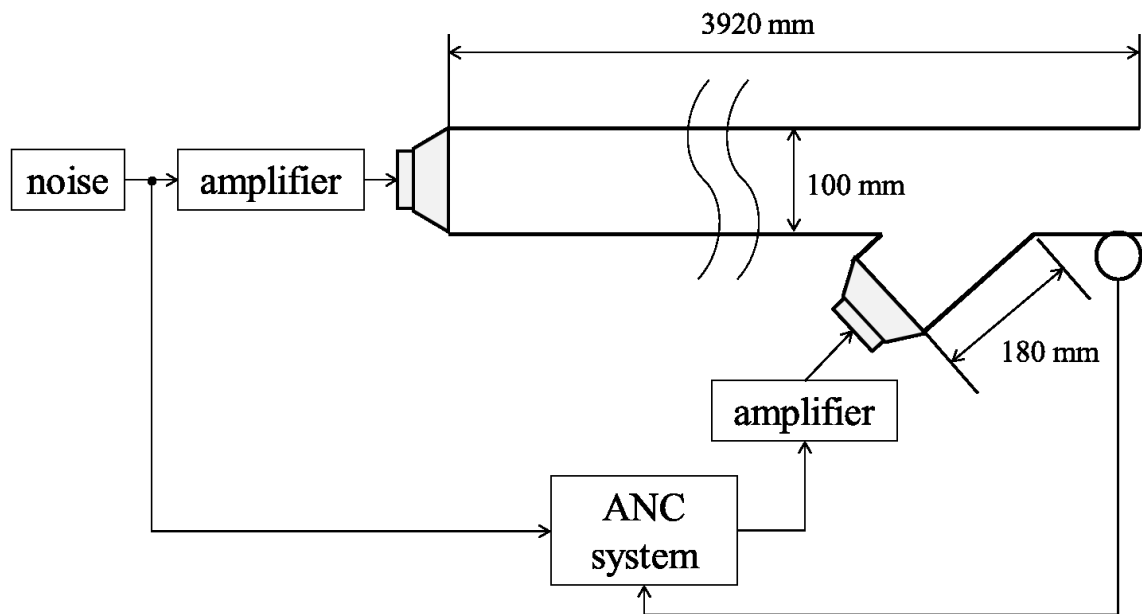 3920 mm
noise
amplifier
100 mm
180 mm
amplifier
ANC
system